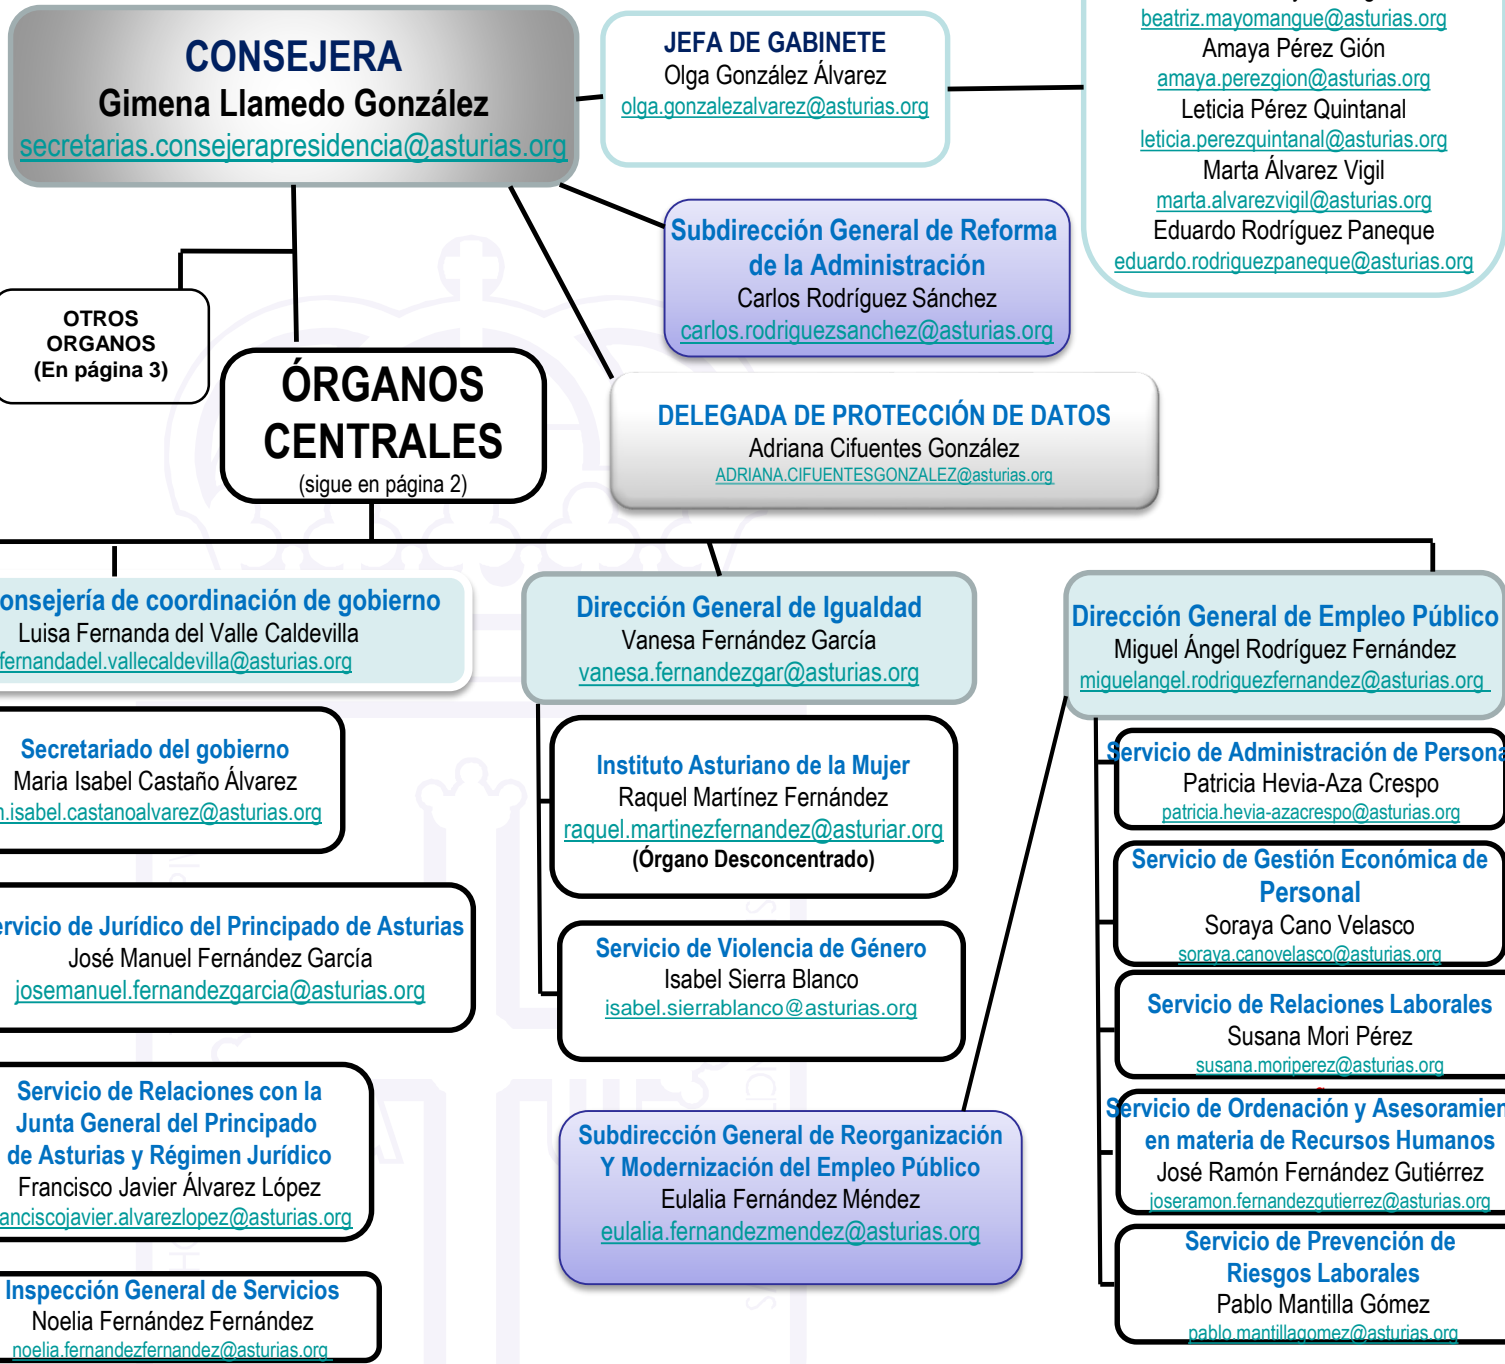 CONSEJERA
Gimena Llamedo González
secretarias.consejerapresidencia@asturias.org
JEFA DE GABINETE
Olga González Álvarez
olga.gonzalezalvarez@asturias.org
beatriz.mayomangue@asturias.org
Amaya Pérez Gión
amaya.perezgion@asturias.org
Leticia Pérez Quintanal
leticia.perezquintanal@asturias.org
Marta Álvarez Vigil
marta.alvarezvigil@asturias.org
Eduardo Rodríguez Paneque
eduardo.rodriguezpaneque@asturias.org
Subdirección General de Reforma
de la Administración
Carlos Rodríguez Sánchez
carlos.rodriguezsanchez@asturias.org
OTROS
ORGANOS
(En página 3)
ÓRGANOS
CENTRALES
(sigue en página 2)
DELEGADA DE PROTECCIÓN DE DATOS
Adriana Cifuentes González
ADRIANA.CIFUENTESGONZALEZ@asturias.org
onsejería de coordinación de gobierno
Luisa Fernanda del Valle Caldevilla
fernandadel.vallecaldevilla@asturias.org
Secretariado del gobierno
Maria Isabel Castaño Álvarez
.isabel.castanoalvarez@asturias.org
ervicio de Jurídico del Principado de Asturias
José Manuel Fernández García
josemanuel.fernandezgarcia@asturias.org
Servicio de Relaciones con la
Junta General del Principado
de Asturias y Régimen Jurídico
Francisco Javier Álvarez López
anciscojavier.alvarezlopez@asturias.org
Inspección General de Servicios
Noelia Fernández Fernández
noelia.fernandezfernandez@asturias.org
Dirección General de Igualdad
Vanesa Fernández García
vanesa.fernandezgar@asturias.org
Instituto Asturiano de la Mujer
Raquel Martínez Fernández
raquel.martinezfernandez@asturiar.org
(Órgano Desconcentrado)
Servicio de Violencia de Género
Isabel Sierra Blanco
isabel.sierrablanco@asturias.org
Subdirección General de Reorganización
Y Modernización del Empleo Público
Eulalia Fernández Méndez
eulalia.fernandezmendez@asturias.org
Dirección General de Empleo Público
Miguel Ángel Rodríguez Fernández
miguelangel.rodriguezfernandez@asturias.org
Servicio de Administración de Persona
Patricia Hevia-Aza Crespo
patricia.hevia-azacrespo@asturias.org
Servicio de Gestión Económica de
Personal
Soraya Cano Velasco
soraya.canovelasco@asturias.org
Servicio de Relaciones Laborales
Susana Mori Pérez
susana.moriperez@asturias.org
Servicio de Ordenación y Asesoramien
en materia de Recursos Humanos
José Ramón Fernández Gutiérrez
joseramon.fernandezgutierrez@asturias.org
Servicio de Prevención de
Riesgos Laborales
Pablo Mantilla Gómez
pablo.mantillagomez@asturias.org